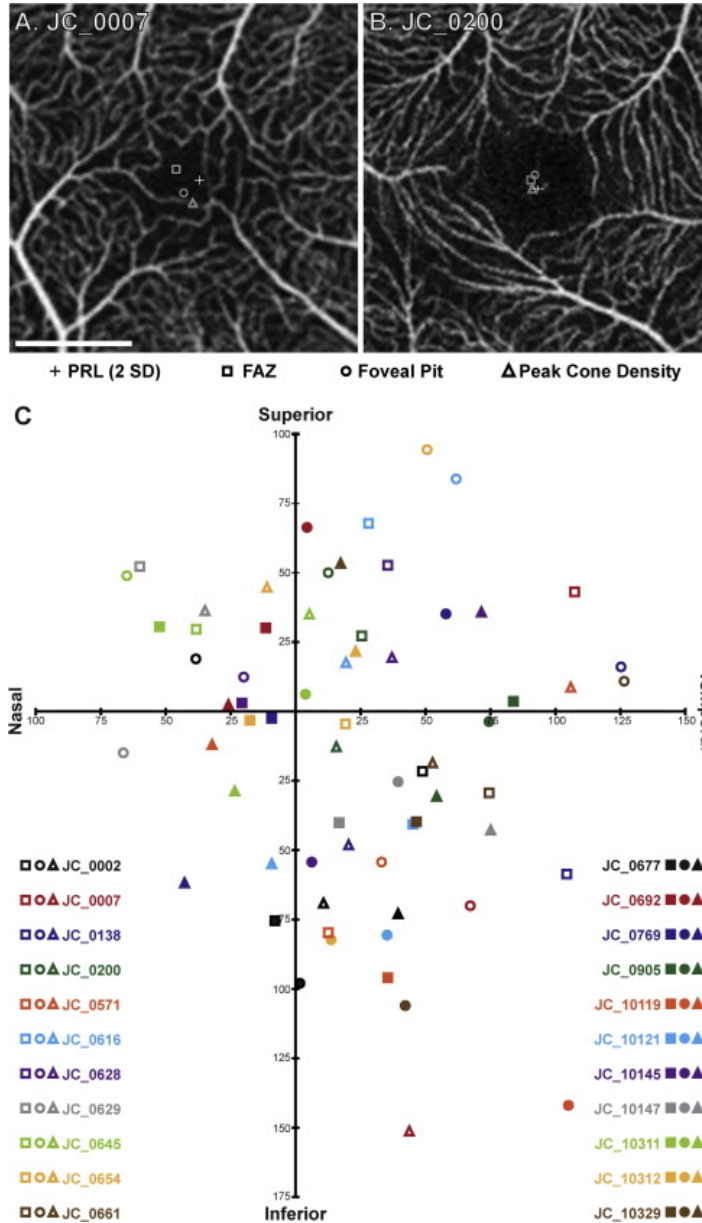 A. JC_0007 B. JC_0200
+ PRL (2 SD) FAZ Foveal Pit Peak Cone Density
C
Superior
100
75
50
25
Nasal
100 75 50 25 25 50 75 100 125 150
25
50
75
100
125
150
175
Inferior
JC_0002 JC_0677
JC_0007 JC_0692
JC_0138 JC_0769
JC_0200 JC_0905
JC_0571 JC_10119
JC_0616 JC_10121
JC_0628 JC_10145
JC_0629 JC_10147
JC_0645 JC_10311
JC_0654 JC_10312
JC_0661 JC_10329